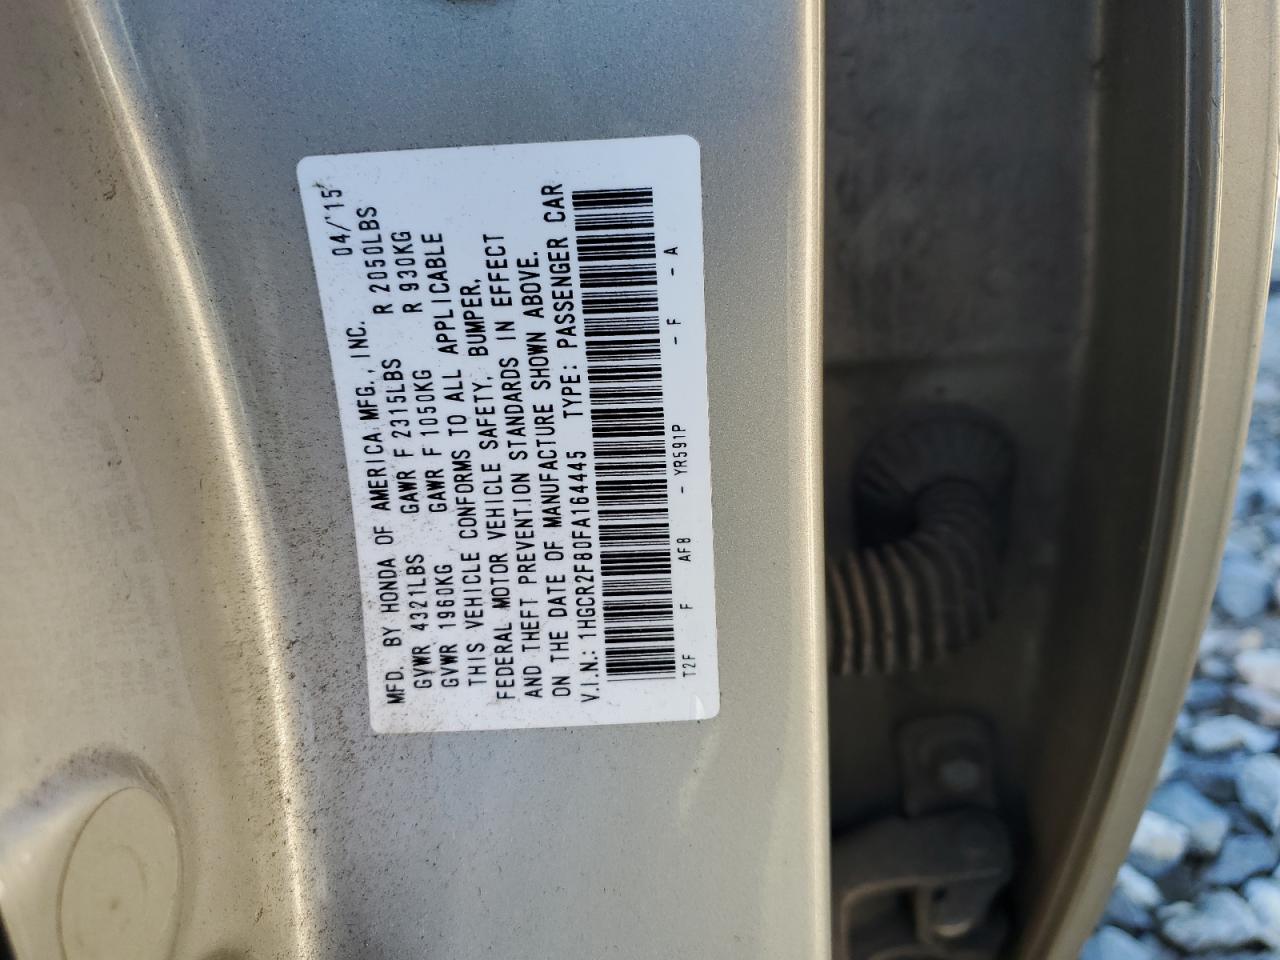 MFD. BY HONDA OF AMERICA MFG., INC. 04/15
GVWR 4321LBS GAWR F 2315LBS R 2050LBS
GVWR 1960KG GAWR F 1050KG R 930KG
THIS VEHICLE CONFORMS TO ALL APPLICABLE
FEDERAL MOTOR VEHICLE SAFETY, BUMPER,
AND THEFT PREVENTION STANDARDS IN EFFECT
ON THE DATE OF MANUFACTURE SHOWN ABOVE.
V.I.N.: 1HGCR2F80FA164445 TYPE: PASSENGER CAR
T2F F AF8 - YR591P - F - A